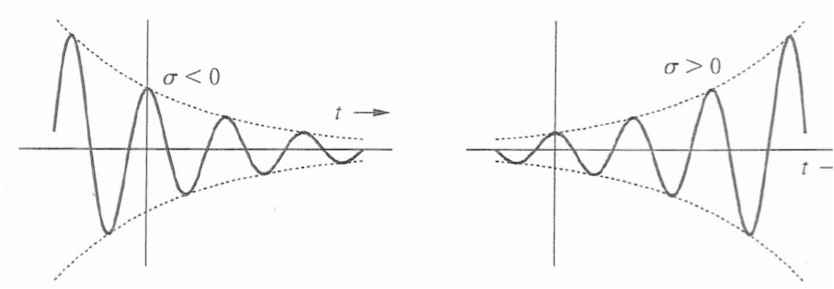 σ < 0
t →
σ > 0
t –